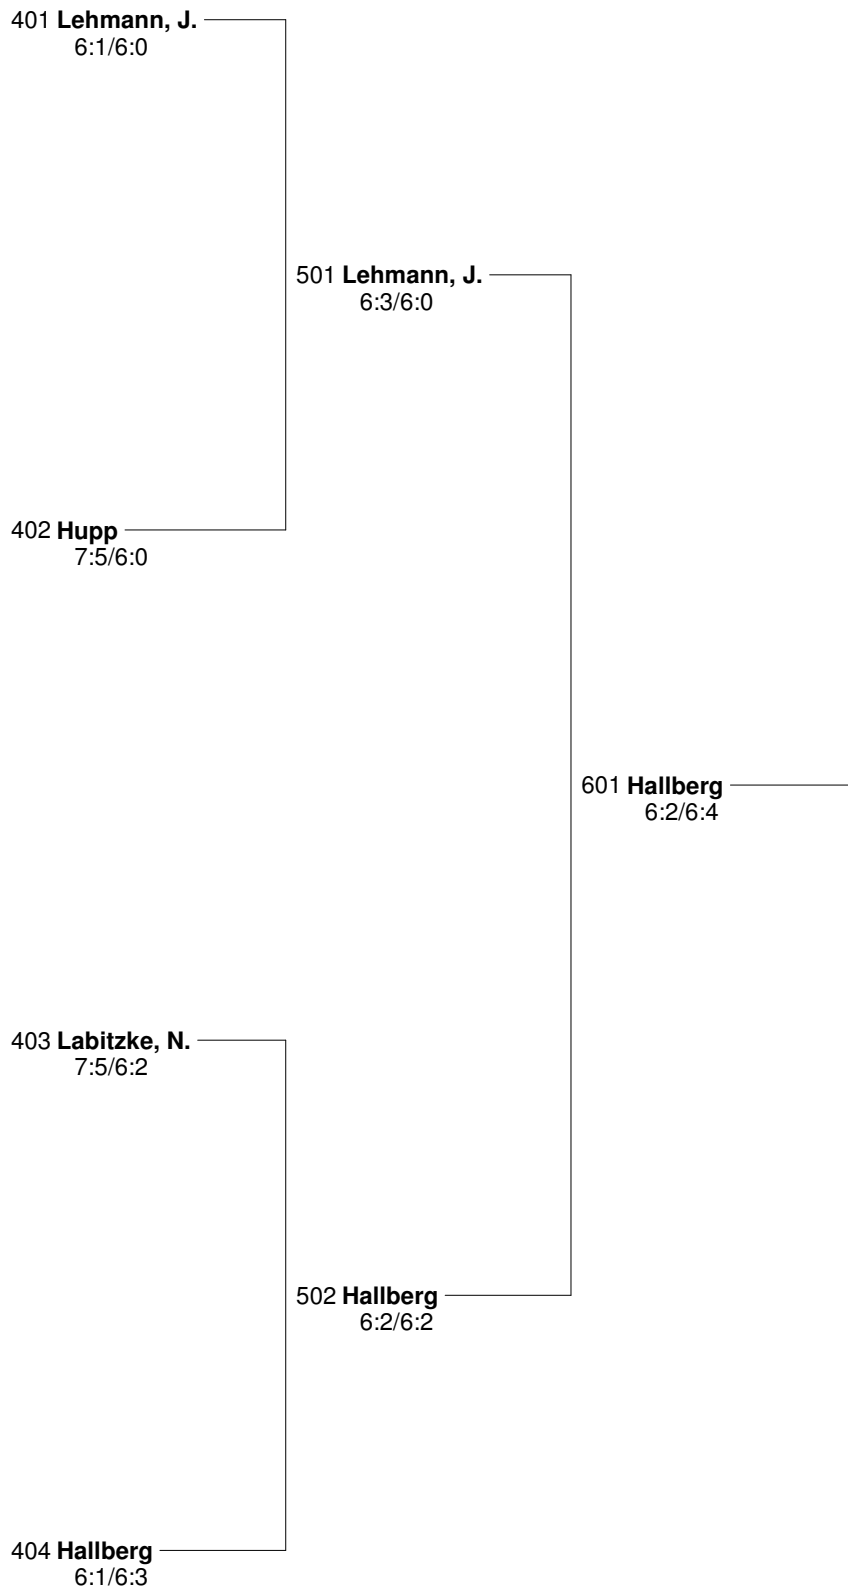 401 Lehmann, J.
6:1/6:0
501 Lehmann, J.
6:3/6:0
402 Hupp
7:5/6:0
601 Hallberg
6:2/6:4
403 Labitzke, N.
7:5/6:2
502 Hallberg
6:2/6:2
404 Hallberg
6:1/6:3